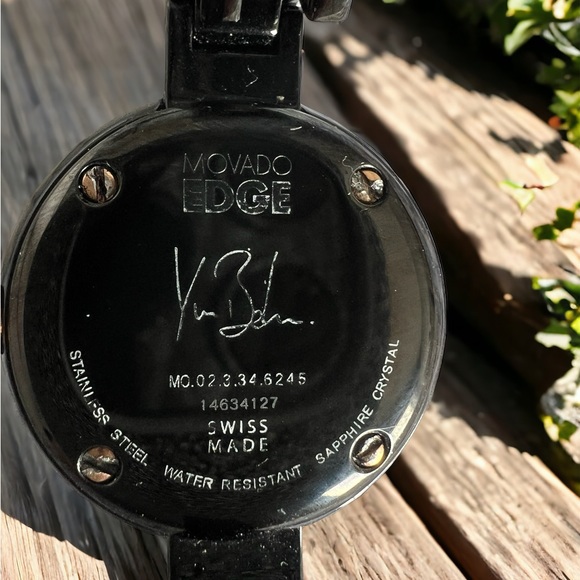 MOVADO
EDGE
MO.02.3.34.6245
14634127
SWISS
MADE
STAINLESS STEEL WATER RESISTANT SAPPHIRE CRYSTAL